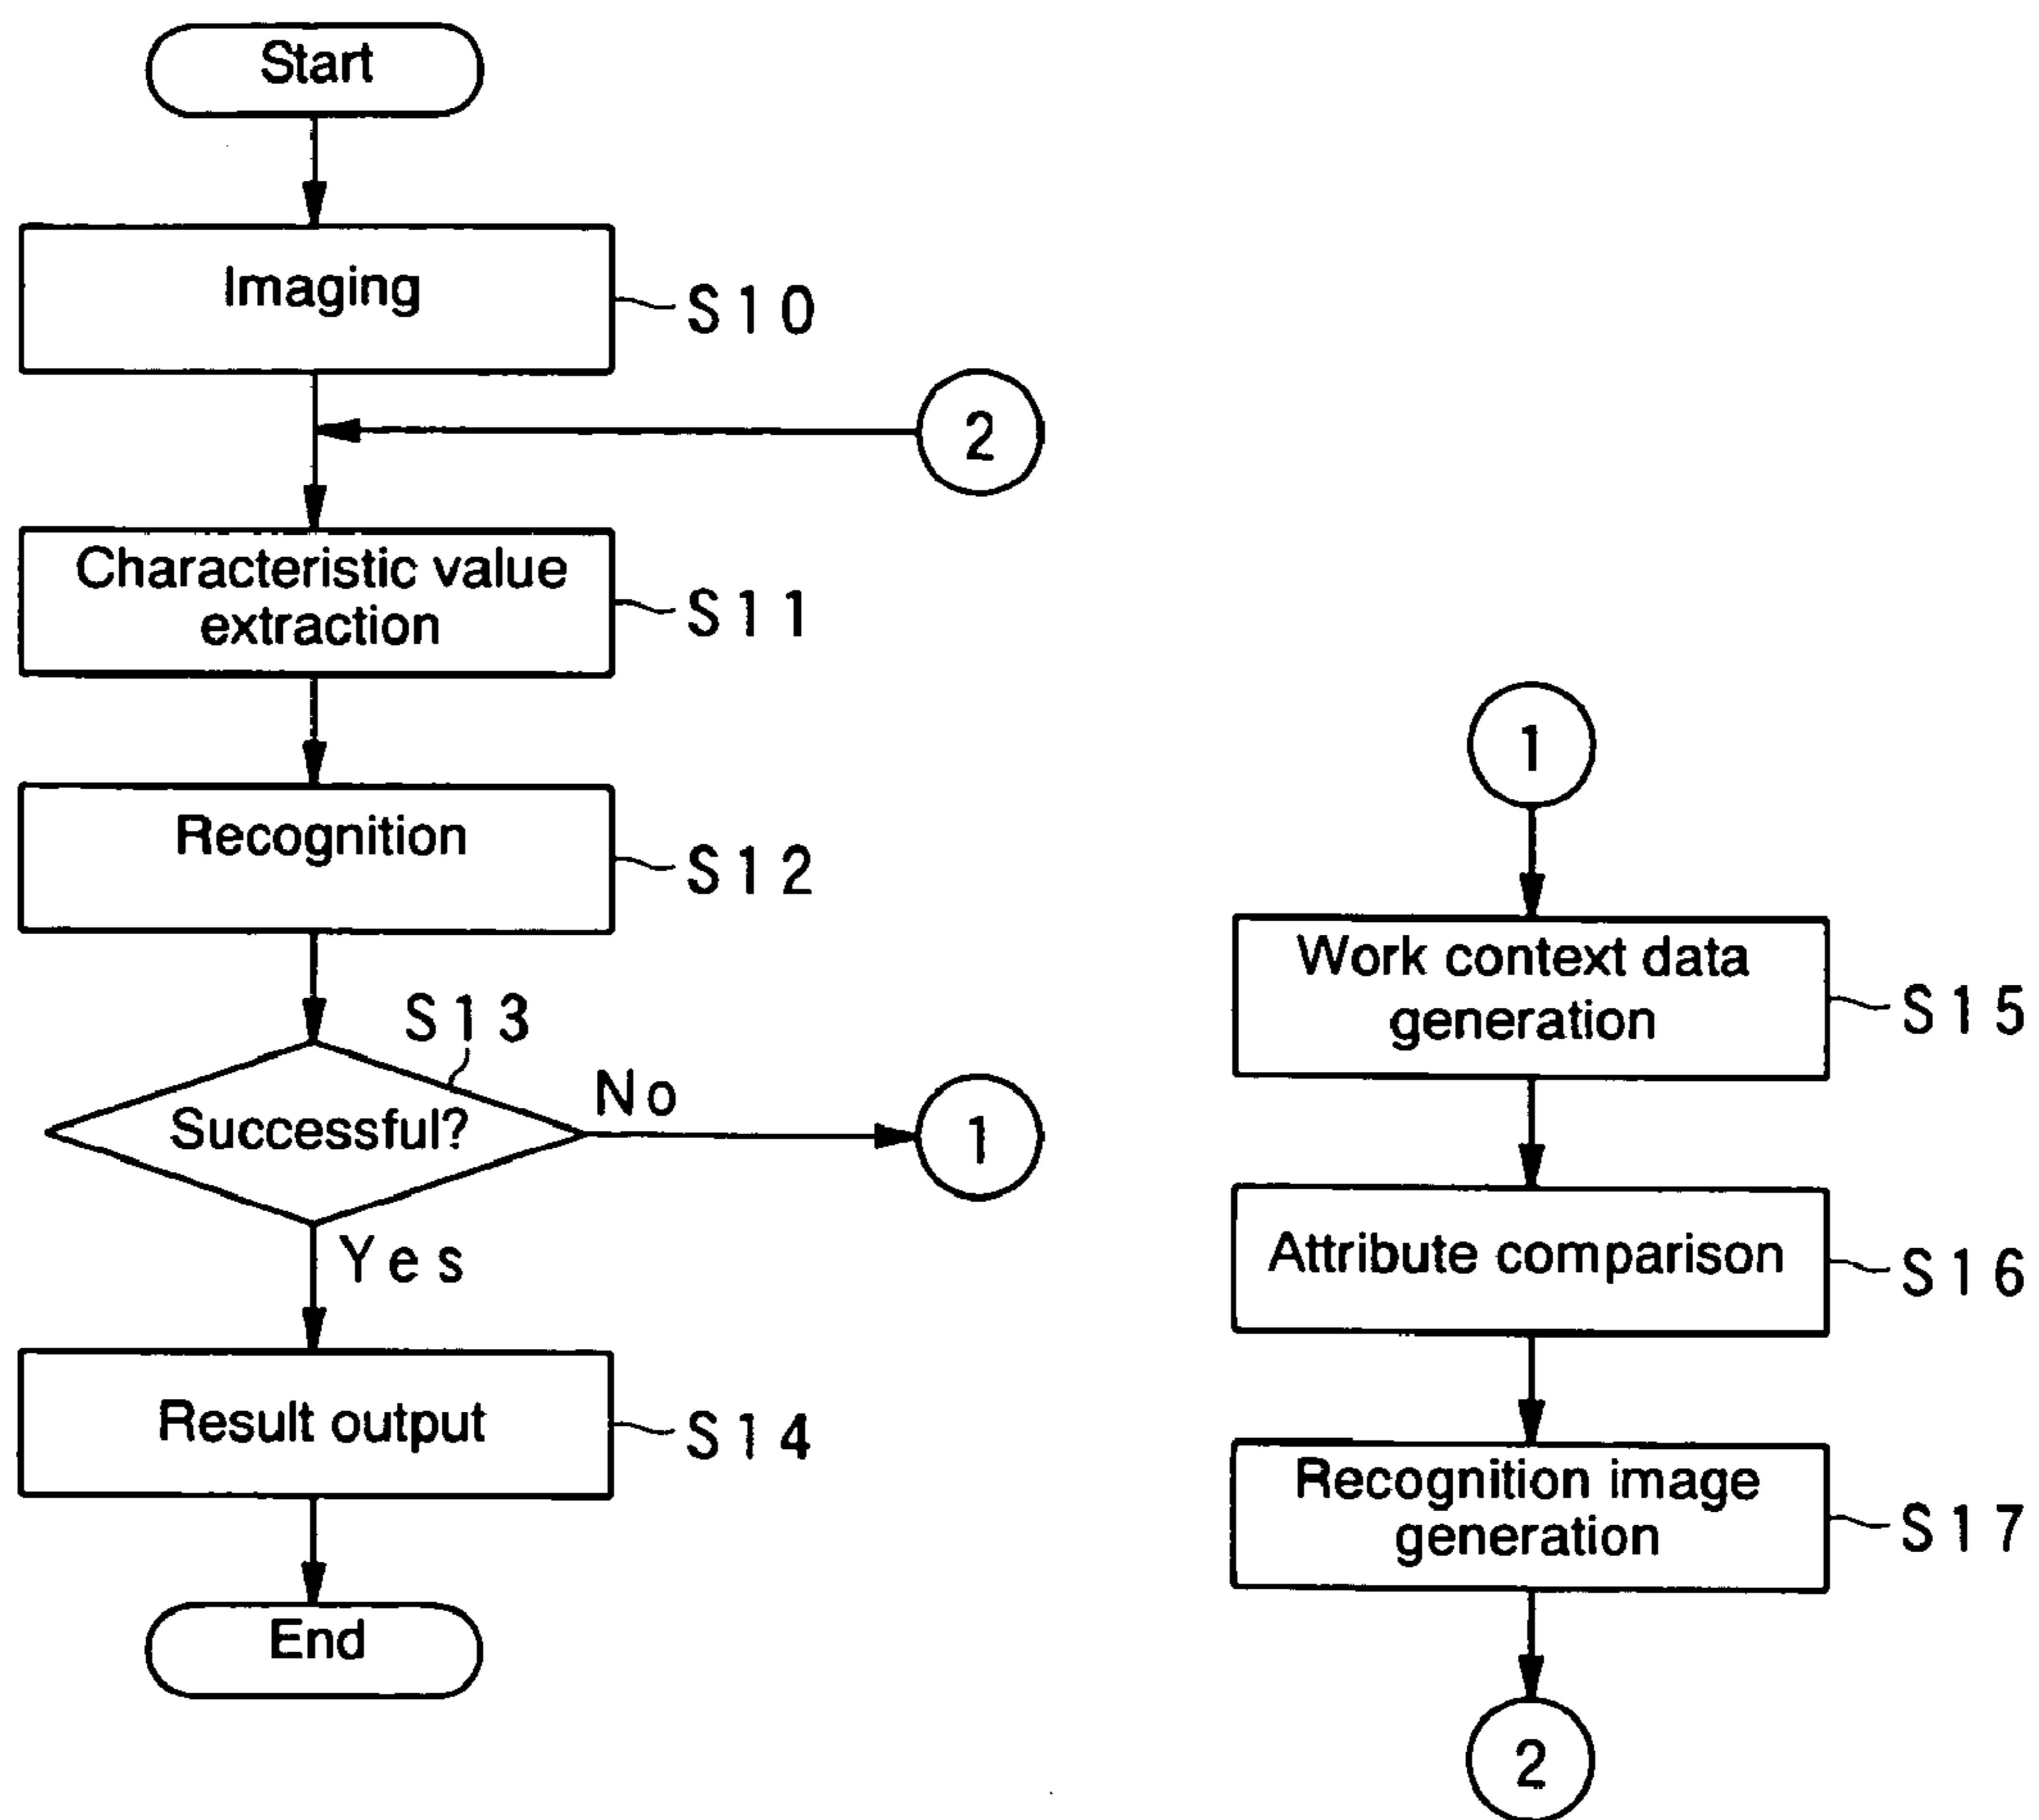 Start
Imaging
S10
2
Characteristic value
extraction
S11
Recognition
S12
S13
Successful?
No
1
Yes
Result output
S14
End
1
Work context data
generation
S15
Attribute comparison
S16
Recognition image
generation
S17
2